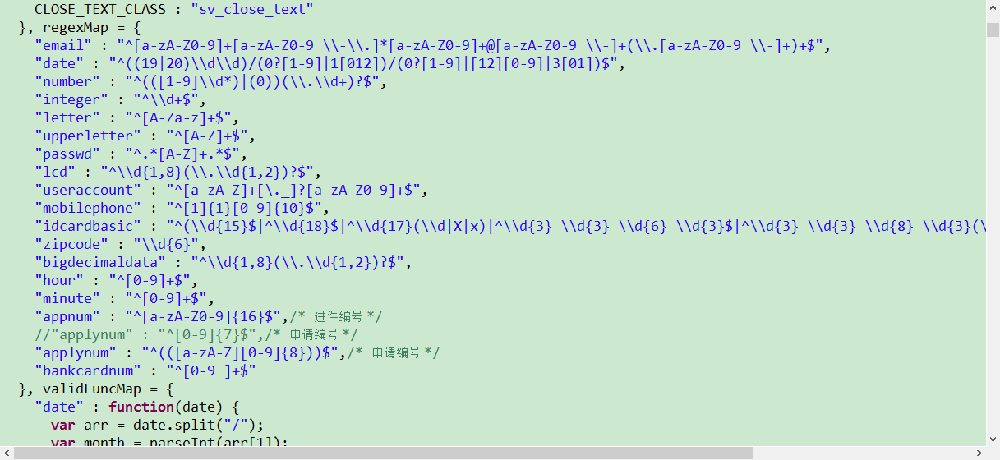 CLOSE_TEXT_CLASS : "sv_close_text"
}, regexMap = {
"email" : "^[a-zA-Z0-9]+[a-zA-Z0-9_\\-\\.]*[a-zA-Z0-9]+@[a-zA-Z0-9_\\-]+(\\.[a-zA-Z0-9_\\-]+)+$",
"date" : "^((19|20)\\d\\d)/(0?[1-9]|1[012])/(0?[1-9]|[12][0-9]|3[01])$",
"number" : "^(([1-9]\\d*)|(0))(\\.\\d+)?$",
"integer" : "^\\d+$",
"letter" : "^[A-Za-z]+$",
"upperletter" : "^[A-Z]+$",
"passwd" : "^.*[A-Z]+.*$",
"lcd" : "^\\d{1,8}(\\.\\d{1,2})?$",
"useraccount" : "^[a-zA-Z]+[\._]?[a-zA-Z0-9]+$",
"mobilephone" : "^[1]{1}[0-9]{10}$",
"idcardbasic" : "^(\\d{15}$|^\\d{18}$|^\\d{17}(\\d|X|x)|^\\d{3} \\d{3} \\d{6} \\d{3}$|^\\d{3} \\d{3} \\d{8} \\d{3}(\
"zipcode" : "\\d{6}",
"bigdecimaldata" : "^\\d{1,8}(\\.\\d{1,2})?$",
"hour" : "^[0-9]+$",
"minute" : "^[0-9]+$",
"appnum" : "^[a-zA-Z0-9]{16}$",/* 进件编号 */
//"applynum" : "^[0-9]{7}$",/* 申请编号 */
"applynum" : "^(([a-zA-Z][0-9]{8}))$",/* 申请编号 */
"bankcardnum" : "^[0-9 ]+$"
}, validFuncMap = {
"date" : function(date) {
var arr = date.split("/");
var month = parseInt(arr[1]);